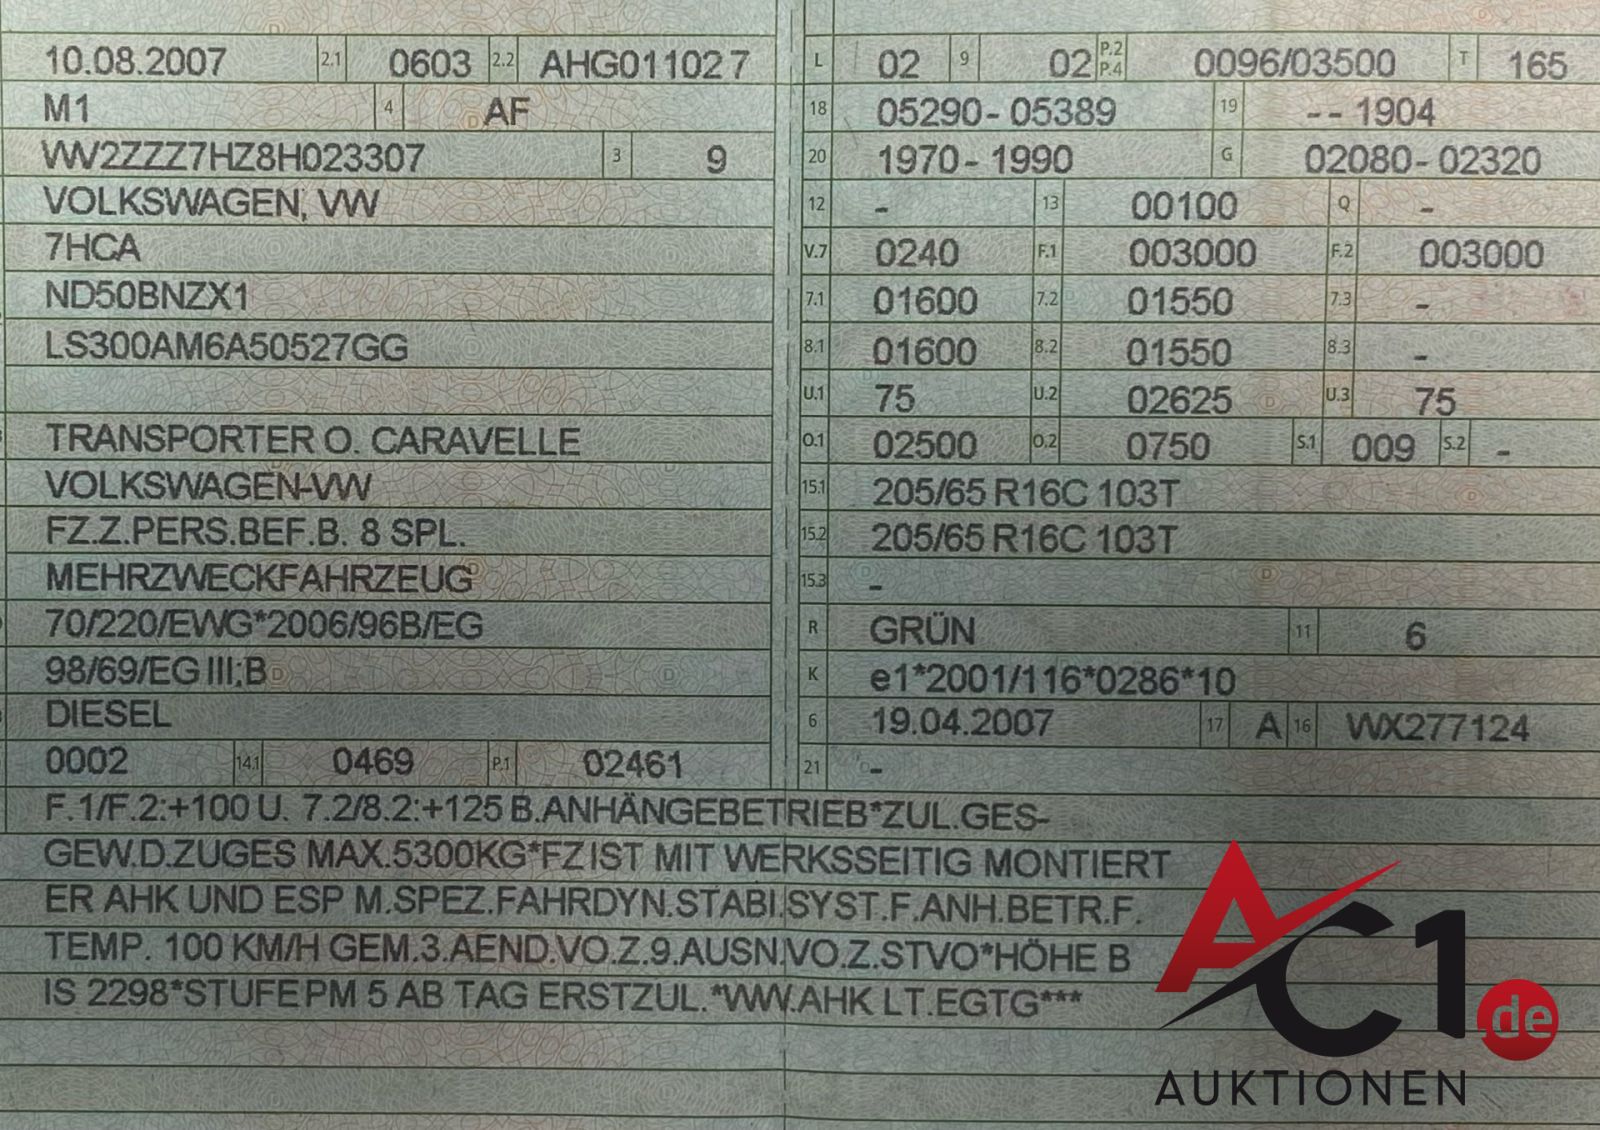 10.08.2007 2.1 0603 2.2 AHG011027
M1 4 AF
WV2ZZZ7HZ8H023307 3 9
VOLKSWAGEN, VW
7HCA
ND50BNZX1
LS300AM6A50527GG
TRANSPORTER O. CARAVELLE
VOLKSWAGEN-VW
FZ.Z.PERS.BEF.B. 8 SPL.
MEHRZWECKFAHRZEUG
70/220/EWG*2006/96B/EG
98/69/EG III;B
DIESEL
0002 14.1 0469 P.1 02461
L 02 9 02 P.2 P.4 0096/03500 T 165
18 05290-05389 19 -- 1904
20 1970-1990 G 02080-02320
12 - 13 00100 Q -
V.7 0240 F.1 003000 F.2 003000
7.1 01600 7.2 01550 7.3 -
8.1 01600 8.2 01550 8.3 -
U.1 75 U.2 02625 U.3 75
O.1 02500 O.2 0750 S.1 009 S.2 -
15.1 205/65 R16C 103T
15.2 205/65 R16C 103T
15.3 -
R GRÜN 11 6
K e1*2001/116*0286*10
6 19.04.2007 17 A 16 WX277124
21 -
F.1/F.2:+100 U. 7.2/8.2:+125 B.ANHÄNGEBETRIEB*ZUL.GES-
GEW.D.ZUGES MAX.5300KG*FZ IST MIT WERKSSEITIG MONTIERT
ER AHK UND ESP M.SPEZ.FAHRDYN.STABI.SYST.F.ANH.BETR.F.
TEMP. 100 KM/H GEM.3.AEND.VO.Z.9.AUSN.VO.Z.STVO*HÖHE B
IS 2298*STUFE PM 5 AB TAG ERSTZUL.*VW.AHK LT.EGTG***
AC1.de
AUKTIONEN